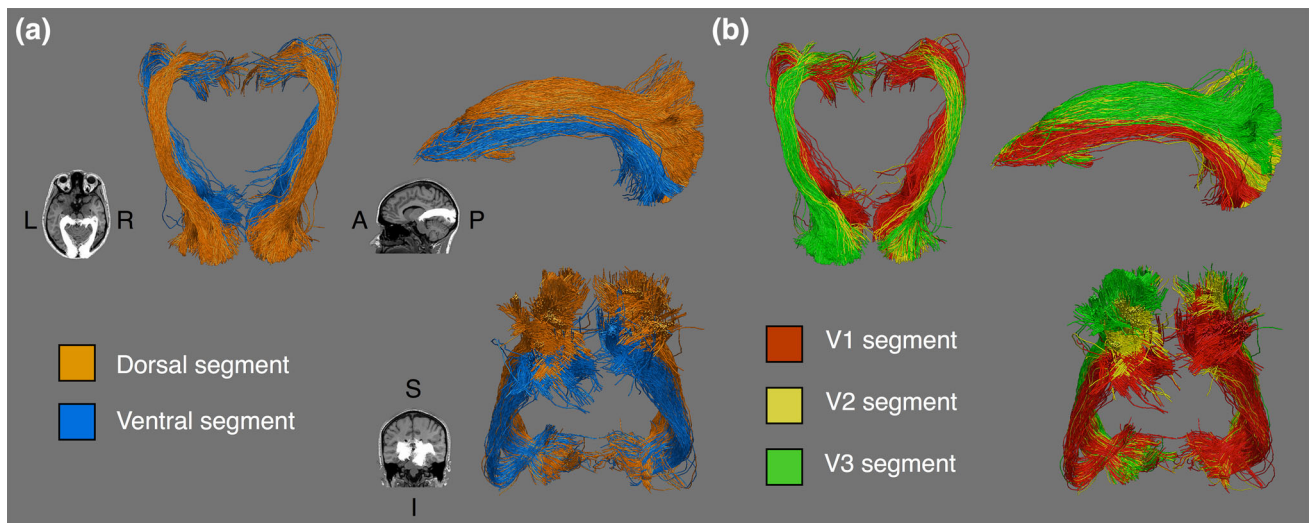 (a)
(b)
L
R
A
P
S
I
Dorsal segment
Ventral segment
V1 segment
V2 segment
V3 segment